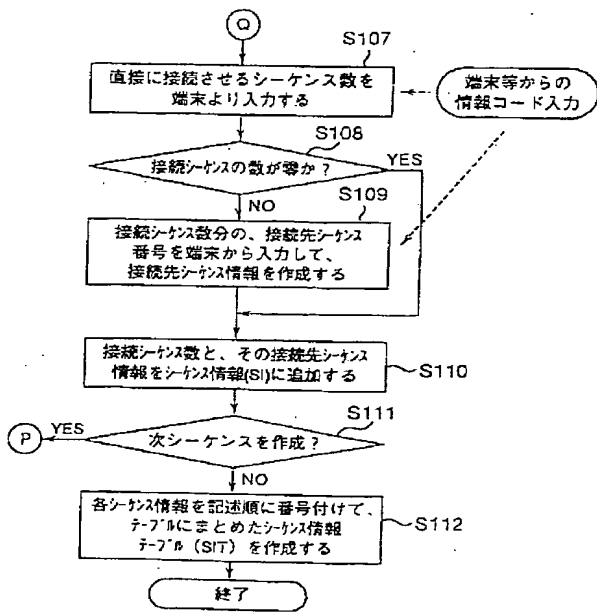 Q
S107
直接に接続させるシーケンス数を
端末より入力する
端末等からの
情報コード入力
S108
接続シーケンスの数が零か？
YES
NO
S109
接続シーケンス数分の、接続先シーケンス
番号を端末から入力して、
接続先シーケンス情報を作成する
接続シーケンス数と、その接続先シーケンス
情報をシーケンス情報(SI)に追加する
S110
S111
P
YES
次シーケンスを作成？
NO
各シーケンス情報を記述順に番号付けて、
テーブルにまとめたシーケンス情報
テーブル（SIT）を作成する
S112
終了